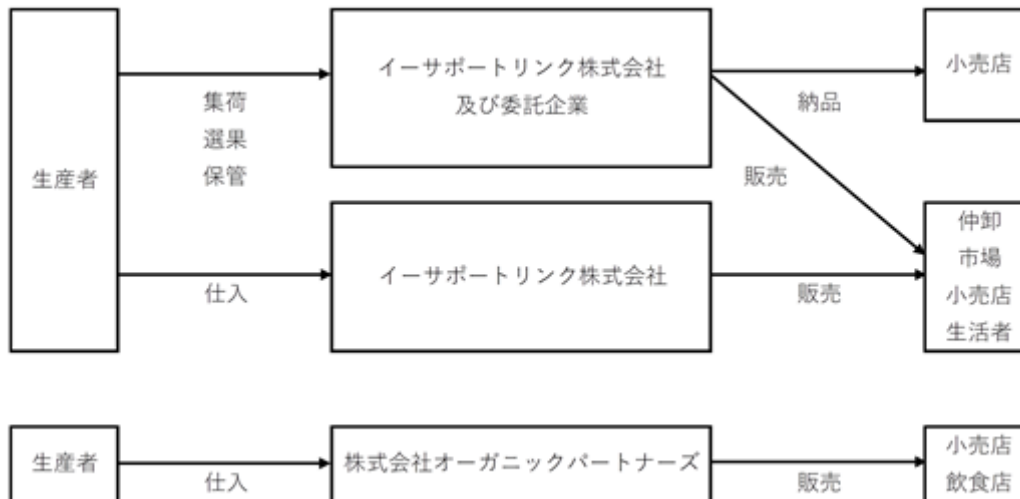 生産者
集荷
選果
保管
イーサポートリンク株式会社
及び委託企業
納品
小売店
販売
仕入
イーサポートリンク株式会社
販売
仲卸
市場
小売店
生活者
生産者
仕入
株式会社オーガニックパートナーズ
販売
小売店
飲食店